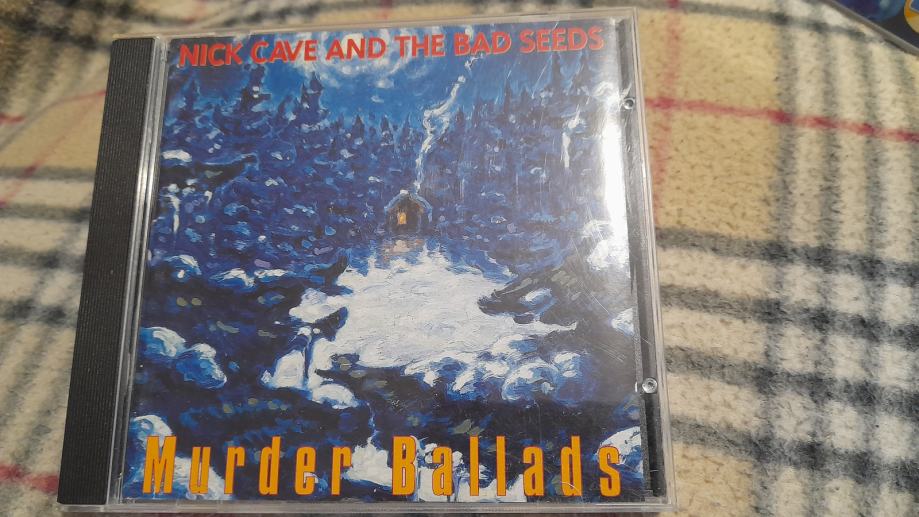 NICK CAVE AND THE BAD SEEDS
Murder Ballads